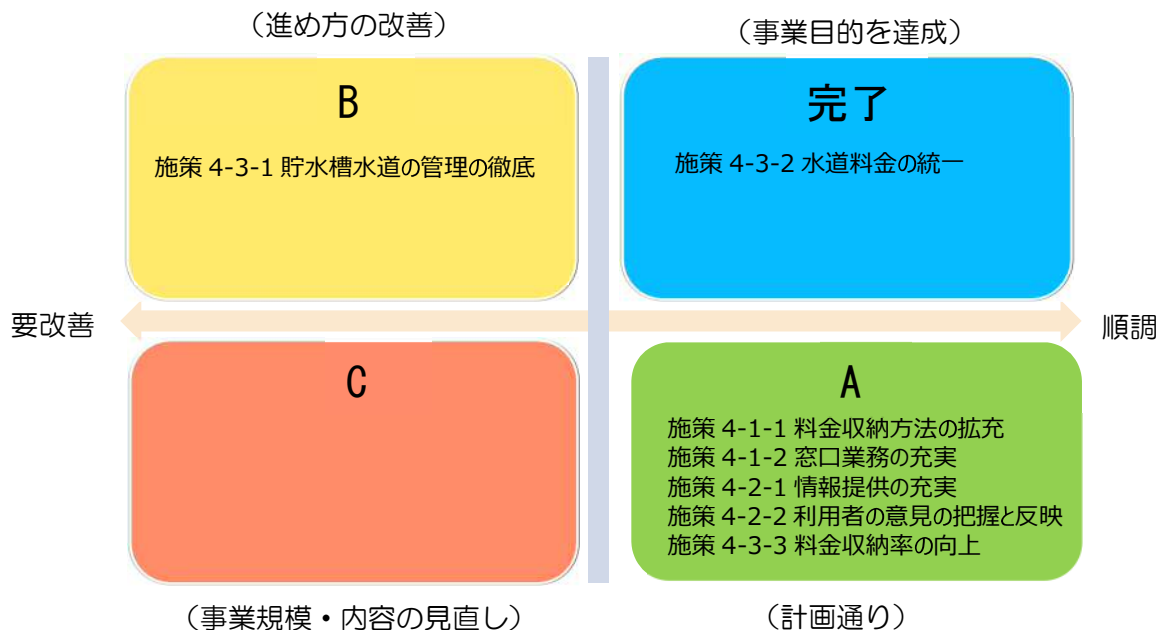 （進め方の改善）
（事業目的を達成）
B
施策 4-3-1 貯水槽水道の管理の徹底
完了
施策 4-3-2 水道料金の統一
要改善
順調
C
A
施策 4-1-1 料金収納方法の拡充
施策 4-1-2 窓口業務の充実
施策 4-2-1 情報提供の充実
施策 4-2-2 利用者の意見の把握と反映
施策 4-3-3 料金収納率の向上
（事業規模・内容の見直し）
（計画通り）